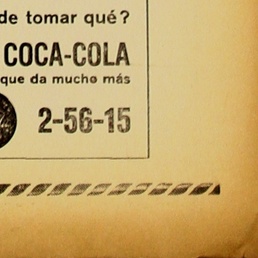 de tomar qué?
COCA-COLA
que da mucho más
2-56-15